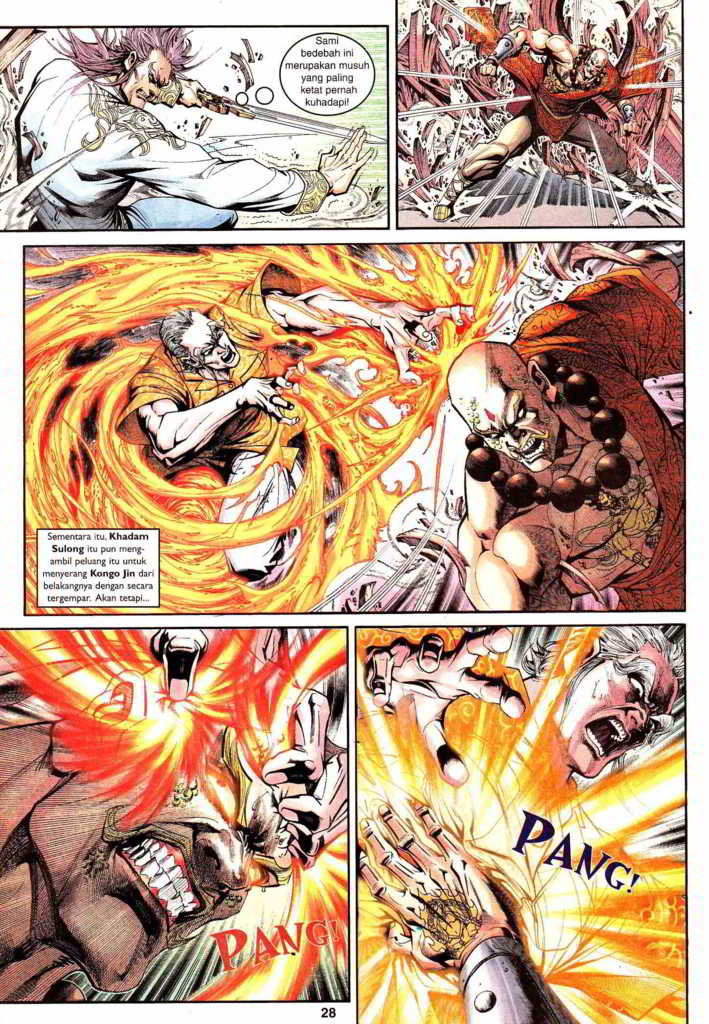 Sami
bedebah ini
merupakan musuh
yang paling
ketat pernah
kuhadapi!
Sementara itu, Khadam
Sulong itu pun meng-
ambil peluang itu untuk
menyerang Kongo Jin dari
belakangnya dengan secara
tergempar. Akan tetapi...
PANG!
PANG!
28